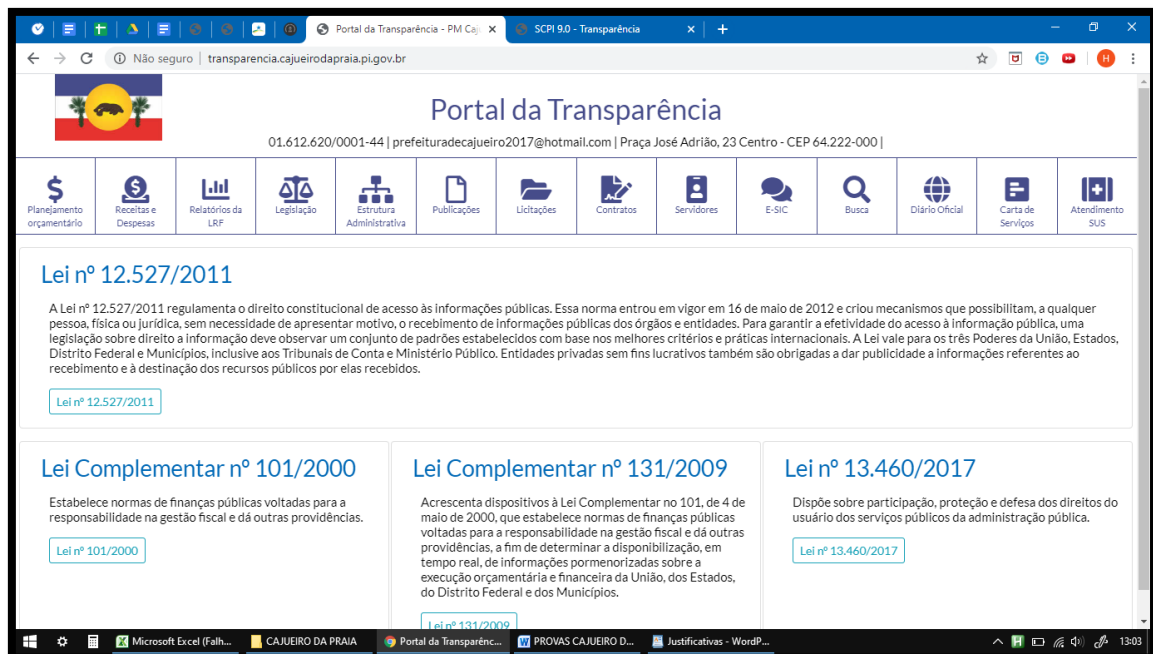 Portal da Transparência - PM Caj
SCPI 9.0 - Transparência
Não seguro | transparencia.cajueirodapraia.pi.gov.br
H
Portal da Transparência
01.612.620/0001-44 | prefeituradecajueiro2017@hotmail.com | Praça José Adrião, 23 Centro - CEP 64.222-000 |
Planejamento orçamentário
Receitas e Despesas
Relatórios da LRF
Legislação
Estrutura Administrativa
Publicações
Licitações
Contratos
Servidores
E-SIC
Busca
Diário Oficial
Carta de Serviços
Atendimento SUS
Lei nº 12.527/2011
A Lei nº 12.527/2011 regulamenta o direito constitucional de acesso às informações públicas. Essa norma entrou em vigor em 16 de maio de 2012 e criou mecanismos que possibilitam, a qualquer
pessoa, física ou jurídica, sem necessidade de apresentar motivo, o recebimento de informações públicas dos órgãos e entidades. Para garantir a efetividade do acesso à informação pública, uma
legislação sobre direito a informação deve observar um conjunto de padrões estabelecidos com base nos melhores critérios e práticas internacionais. A Lei vale para os três Poderes da União, Estados,
Distrito Federal e Municípios, inclusive aos Tribunais de Conta e Ministério Público. Entidades privadas sem fins lucrativos também são obrigadas a dar publicidade a informações referentes ao
recebimento e à destinação dos recursos públicos por elas recebidos.
Lei nº 12.527/2011
Lei Complementar nº 101/2000
Estabelece normas de finanças públicas voltadas para a
responsabilidade na gestão fiscal e dá outras providências.
Lei nº 101/2000
Lei Complementar nº 131/2009
Acrescenta dispositivos à Lei Complementar no 101, de 4 de
maio de 2000, que estabelece normas de finanças públicas
voltadas para a responsabilidade na gestão fiscal e dá outras
providências, a fim de determinar a disponibilização, em
tempo real, de informações pormenorizadas sobre a
execução orçamentária e financeira da União, dos Estados,
do Distrito Federal e dos Municípios.
Lei nº 131/2009
Lei nº 13.460/2017
Dispõe sobre participação, proteção e defesa dos direitos do
usuário dos serviços públicos da administração pública.
Lei nº 13.460/2017
Microsoft Excel (Falh...
CAJUEIRO DA PRAIA
Portal da Transparênc...
PROVAS CAJUEIRO D...
Justificativas - WordP...
13:03